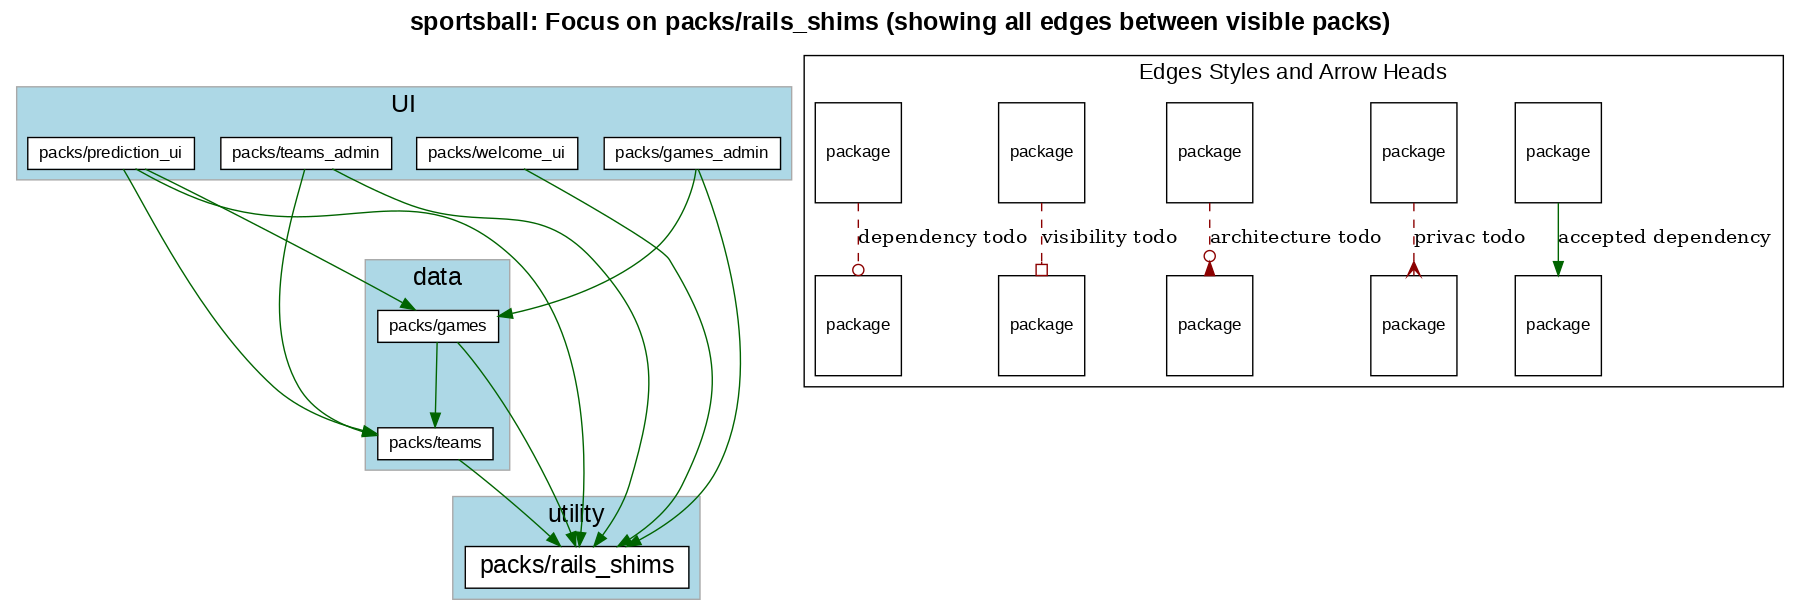 sportsball: Focus on packs/rails_shims (showing all edges between visible packs)
UI
packs/prediction_ui
packs/teams_admin
packs/welcome_ui
packs/games_admin
data
packs/games
packs/teams
utility
packs/rails_shims
Edges Styles and Arrow Heads
package
package
package
package
package
dependency todo
visibility todo
architecture todo
privac todo
accepted dependency
package
package
package
package
package